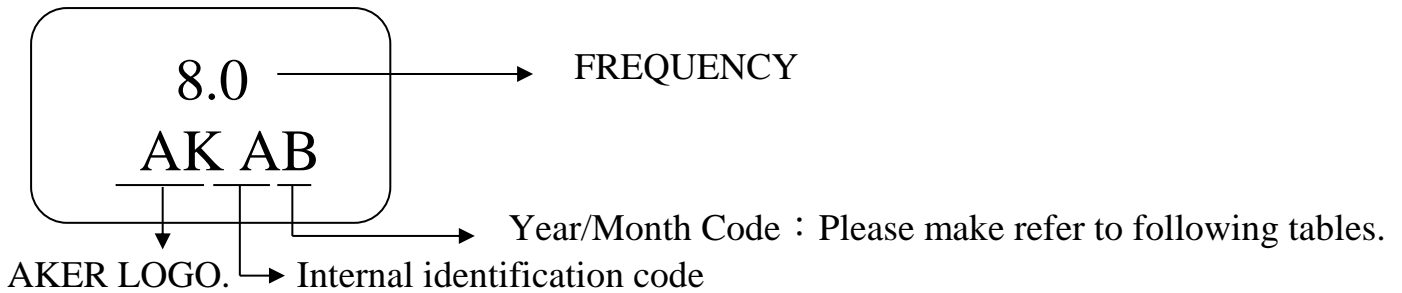 8.0
FREQUENCY
AK AB
Year/Month Code：Please make refer to following tables.
AKER LOGO.
Internal identification code